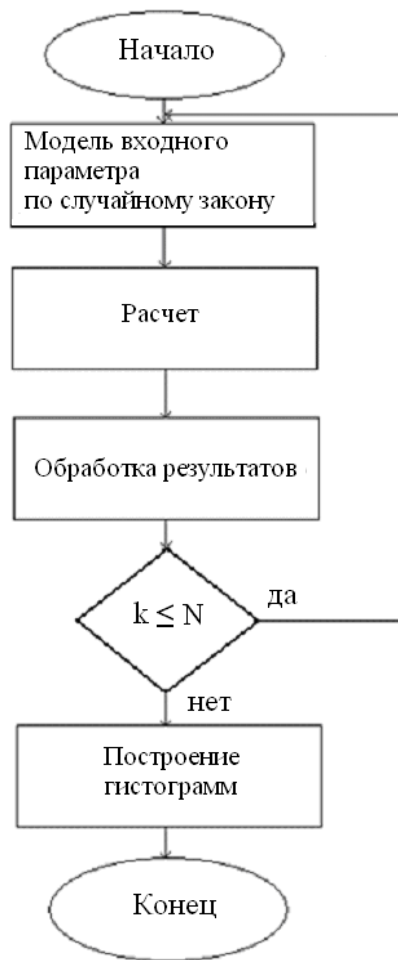 Начало
Модель входного
параметра
по случайному закону
Расчет
Обработка результатов
k ≤ N
да
нет
Построение
гистограмм
Конец